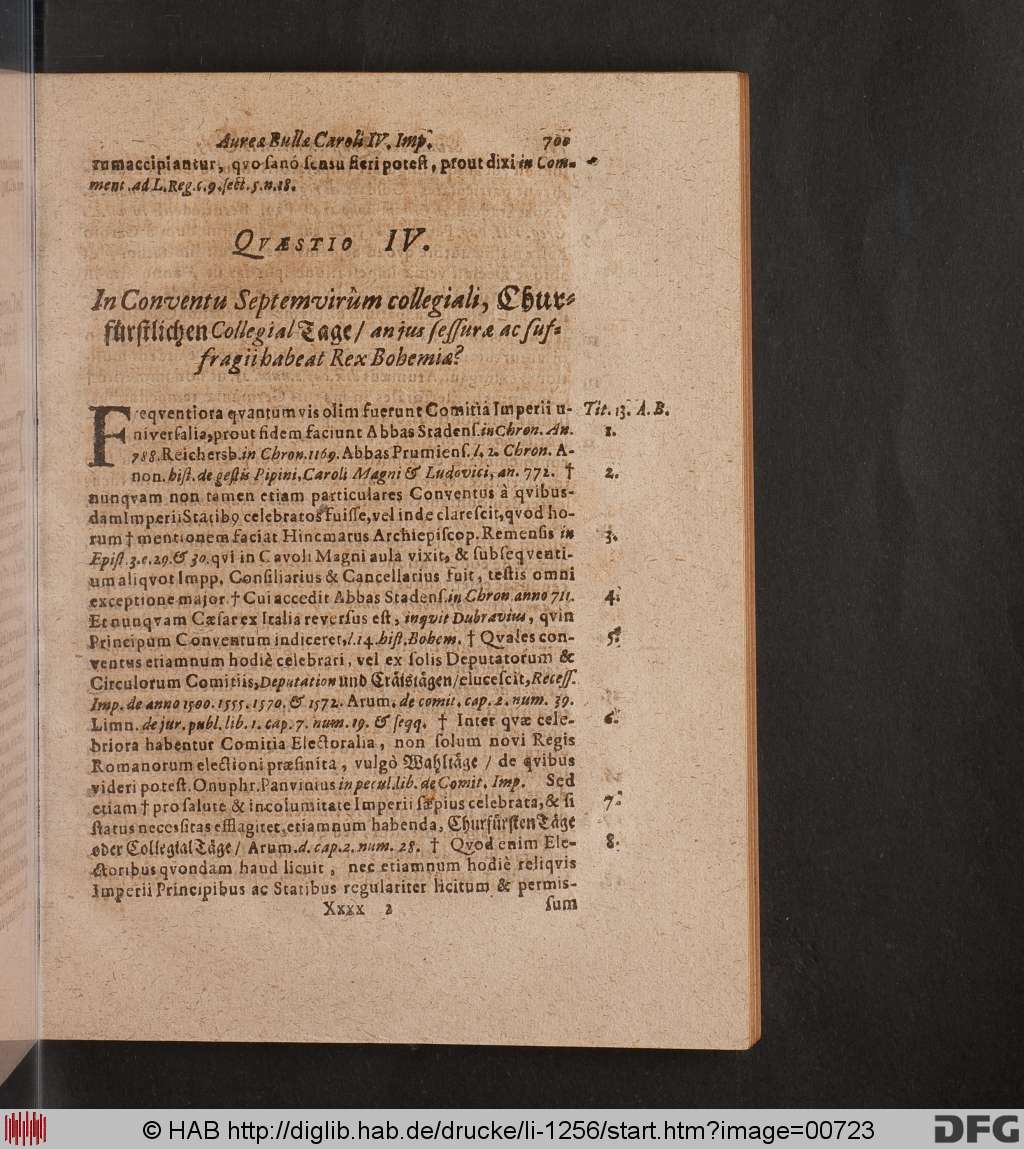 Aureæ Bullæ Caroli IV. Imp. 700
rum accipiantur, qvo sanò sensu fieri potest, prout dixi in Com-
ment. ad L. Reg. c. 9. sect. 5. n. 18.
QVÆSTIO IV.
In Conventu Septemvirûm collegiali, Chur-
fürstlichen Collegial Tage / an jus sessuræ ac suf-
fragii habeat Rex Bohemiæ?
FReqventiora qvantumvis olim fuerunt Comitia Imperii u- Tit. 13. A. B.
niversalia, prout fidem faciunt Abbas Stadens. in Chron. An. 1.
788. Reichersb. in Chron. 1169. Abbas Prumiens. l. 2. Chron. A-
non. hist. de gestis Pipini, Caroli Magni & Ludovici, an. 772. † 2.
nunqvam non tamen etiam particulares Conventus à qvibus-
dam Imperii Statib9 celebratos fuisse, vel inde clarescit, qvod ho-
rum † mentionem faciat Hincmarus Archiepiscop. Remensis in 3.
Epist. 3. c. 29. & 30. qvi in Cavoli Magni aula vixit, & subseqventi-
um aliqvot Impp. Consiliarius & Cancellarius fuit, testis omni
exceptione major. † Cui accedit Abbas Stadens. in Chron. anno 711. 4.
Et nunqvam Cæsar ex Italia reversus est, inqvit Dubravius, qvin
Principum Conventum indiceret, l. 14. hist. Bohem. † Qvales con- 5.
ventus etiamnum hodiè celebrari, vel ex solis Deputatorum &
Circulorum Comitiis, Deputation und Cräistägen / elucescit, Recess.
Imp. de anno 1500. 1555. 1570. & 1572. Arum. de comit. cap. 2. num. 39.
Limn. de jur. publ. lib. 1. cap. 7. num. 19. & seqq. † Inter qvæ cele- 6.
briora habentur Comitia Electoralia, non solum novi Regis
Romanorum electioni præfinita, vulgò Wahltäge / de qvibus
videri potest. Onuphr. Panvinius in pecul. lib. de Comit. Imp. Sed
etiam † pro salute & incolumitate Imperii sæpius celebrata, & si 7.
status necessitas efflagitet, etiamnum habenda, Churfürsten Täge
oder Collegial Täge / Arum. d. cap. 2. num. 28. † Qvod enim Ele- 8.
ctoribus qvondam haud licuit, nec etiamnum hodiè reliqvis
Imperii Principibus ac Statibus regulariter licitum & permis-
Xxxx 2 sum
© HAB http://diglib.hab.de/drucke/li-1256/start.htm?image=00723
DFG